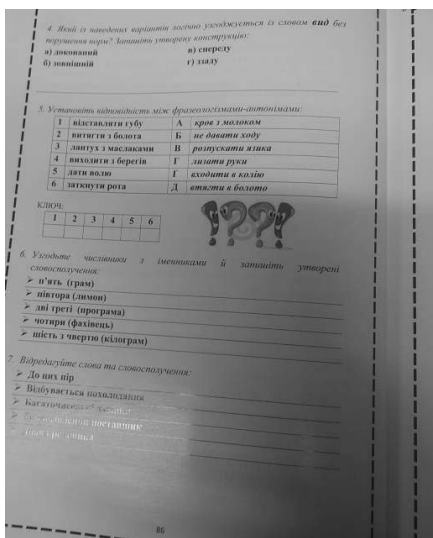 4. Який із наведених варіантів логічно узгоджується із словом вид без
порушення норм? Запишіть утворену конструкцію:
а) доконаний
в) спереду
б) зовнішній
г) ззаду
5. Установіть відповідність між фразеологізмами-антонімами:
1 відставляти губу А кров з молоком
2 витягти з болота Б не давати ходу
3 лантух з маслаками В розпускати язика
4 виходити з берегів Г лизати руки
5 дати волю Ґ входити в колію
6 заткнути рота Д втягти в болото
КЛЮЧ:
1 2 3 4 5 6
6. Узгодьте числівники з іменниками й запишіть утворені
словосполучення:
➢ п'ять (грам)
➢ півтора (лимон)
➢ дві треті (програма)
➢ чотири (фахівець)
➢ шість з чвертю (кілограм)
7. Відредагуйте слова та словосполучення:
➢ До цих пір
➢ Відбувається похолодання
➢ постанщик
86